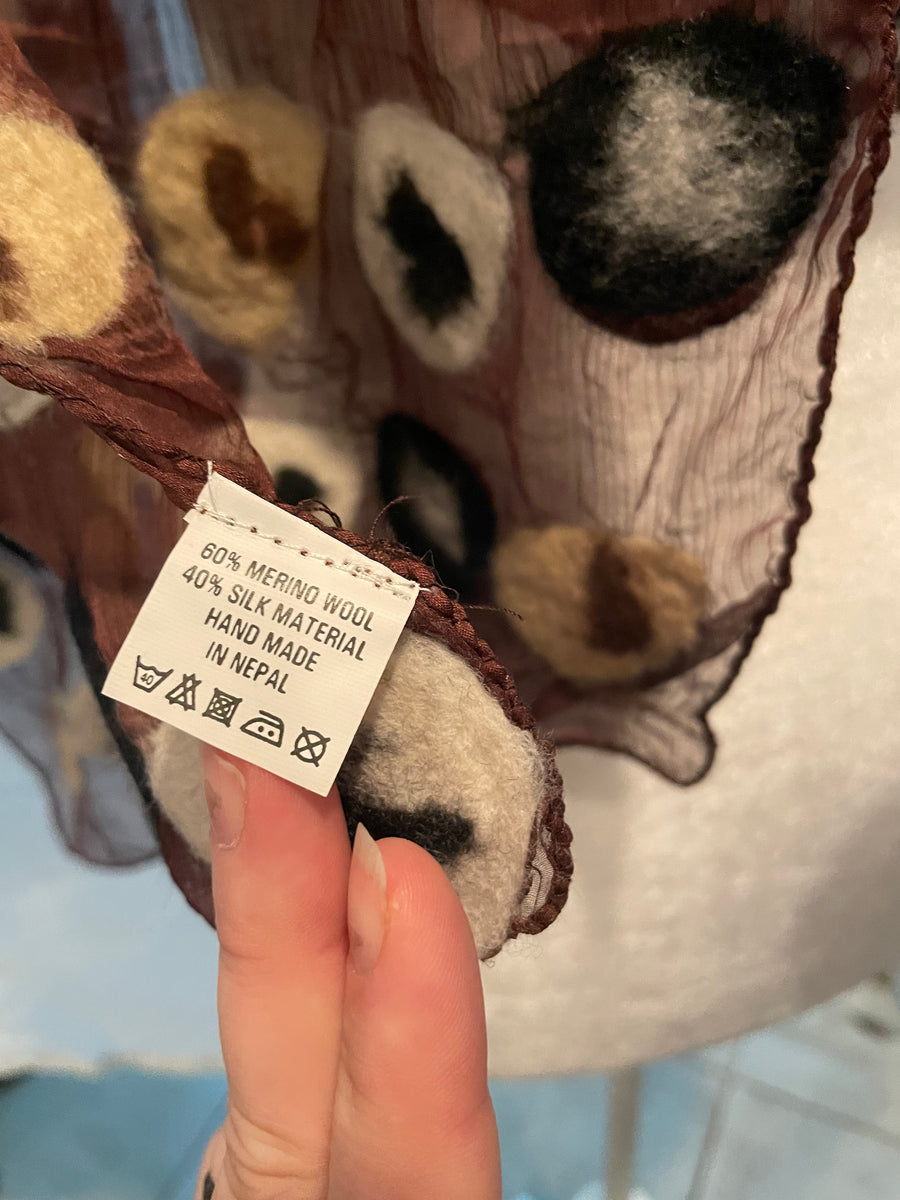 60% MERINO WOOL
40% SILK MATERIAL
HAND MADE
IN NEPAL
40